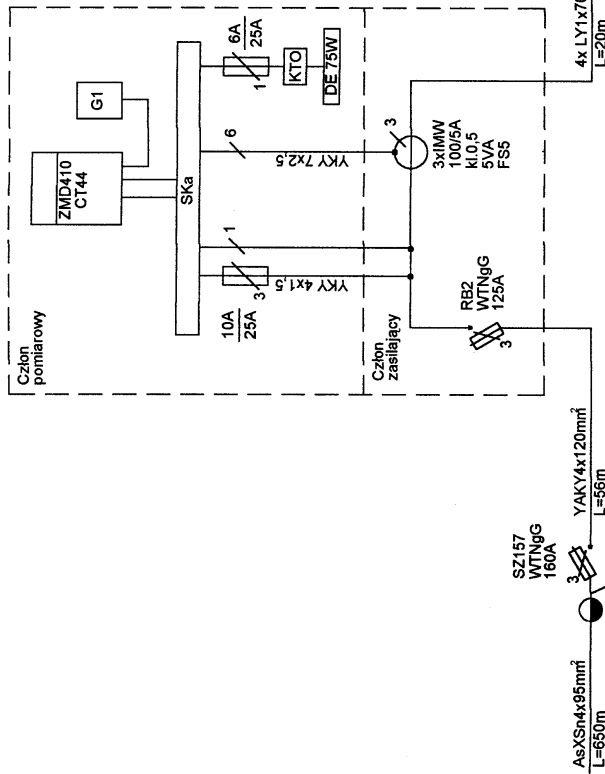 Człon
pomiarowy
ZMD410
CT44
G1
SKa
6A
25A
1
KTO
DE 75W
6
YKY 7x2,5
1
10A
25A
3
YKY 4x1,5
Człon
zasilający
3
3xIMW
100/5A
kl.0,5
5VA
FS5
RB2
WTNgG
125A
3
4x LY1x70
L=20m
YAKY4x120mm²
L=56m
SZ157
WTNgG
160A
3
AsXSn4x95mm²
L=650m